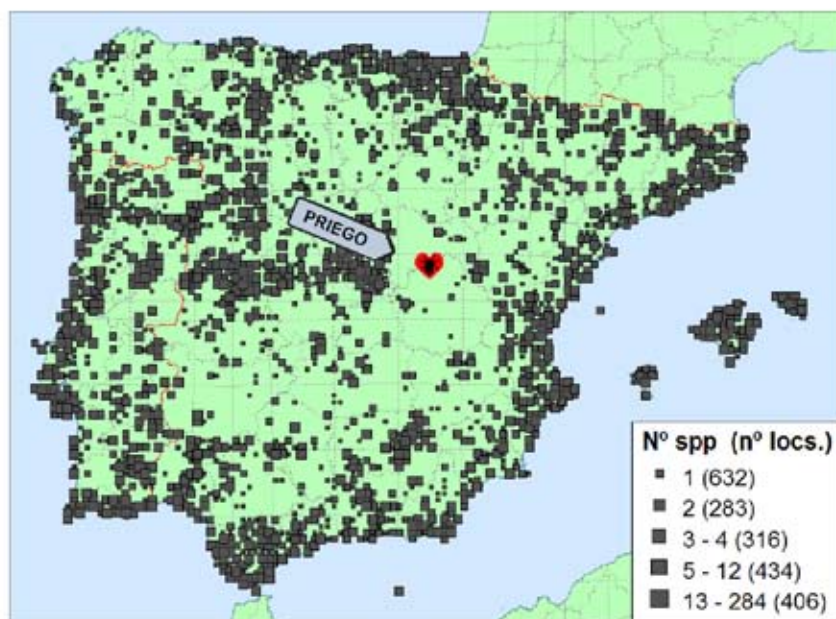 PRIEGO
Nº spp (nº locs.)
1 (632)
2 (283)
3 - 4 (316)
5 - 12 (434)
13 - 284 (406)